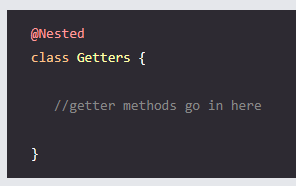 @Nested
class Getters {
//getter methods go in here
}